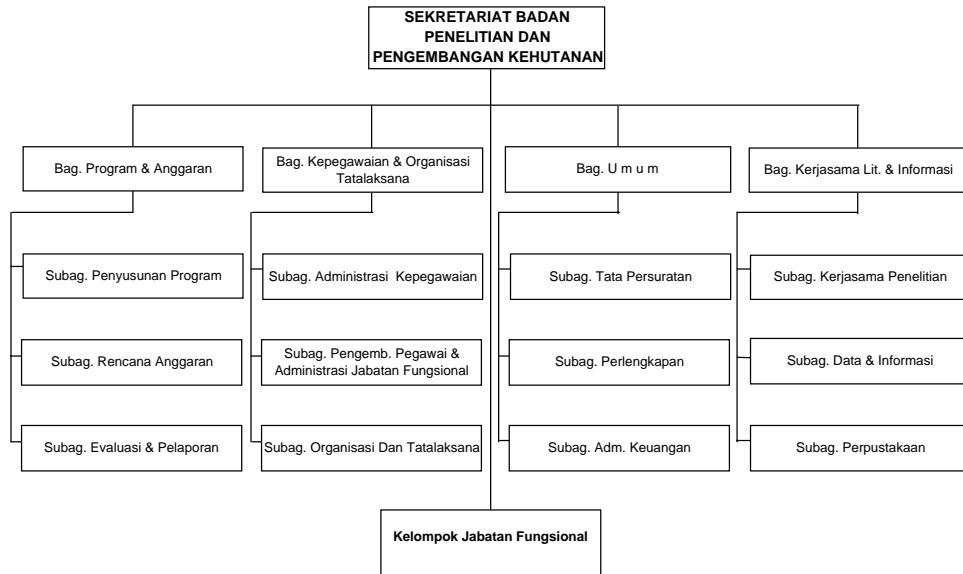 SEKRETARIAT BADAN
PENELITIAN DAN
PENGEMBANGAN KEHUTANAN
Bag. Program & Anggaran
Bag. Kepegawaian & Organisasi
Tatalaksana
Bag. U m u m
Bag. Kerjasama Lit. & Informasi
Subag. Penyusunan Program
Subag. Administrasi  Kepegawaian
Subag. Tata Persuratan
Subag. Kerjasama Penelitian
Subag. Rencana Anggaran
Subag. Pengemb. Pegawai &
Administrasi Jabatan Fungsional
Subag. Perlengkapan
Subag. Data & Informasi
Subag. Evaluasi & Pelaporan
Subag. Organisasi Dan Tatalaksana
Subag. Adm. Keuangan
Subag. Perpustakaan
Kelompok Jabatan Fungsional